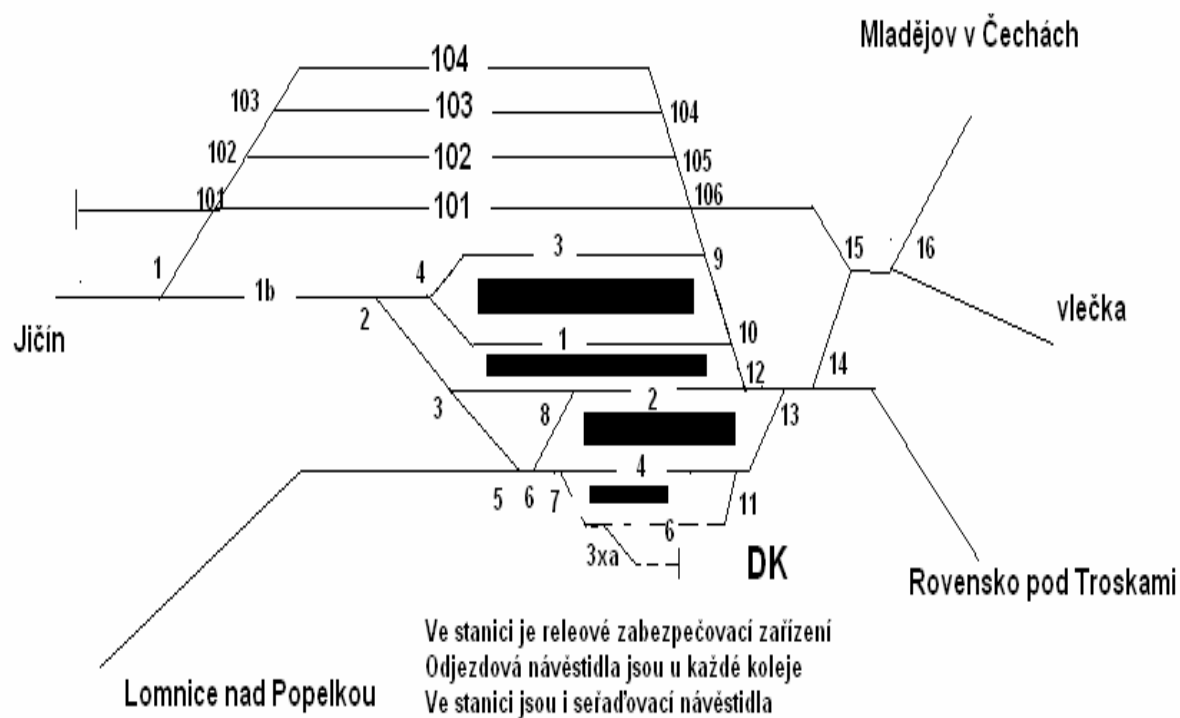 Mladějov v Čechách
104
103
103
104
102
102
105
101
101
106
3
9
15
16
1
1b
4
2
vlečka
Jičín
1
10
12
14
3
8
2
13
4
5
6
7
11
6
3xa
DK
Rovensko pod Troskami
Lomnice nad Popelkou
Ve stanici je releové zabezpečovací zařízení
Odjezdová návěstidla jsou u každé koleje
Ve stanici jsou i seřaďovací návěstidla